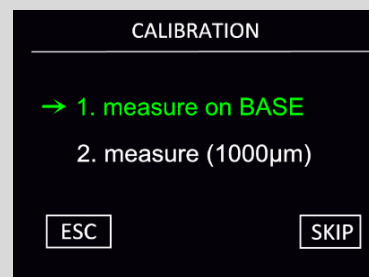 CALIBRATION
→ 1. measure on BASE
2. measure (1000µm)
ESC SKIP